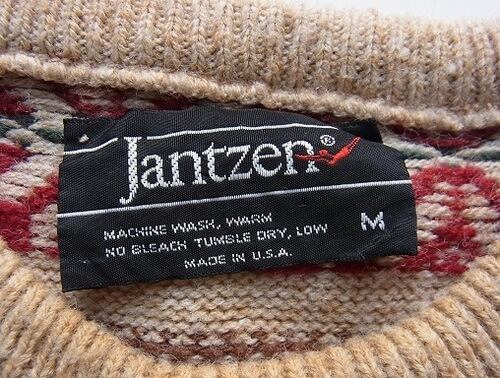 Jantzen®
MACHINE WASH, WARM
NO BLEACH TUMBLE DRY, LOW
M
MADE IN U.S.A.